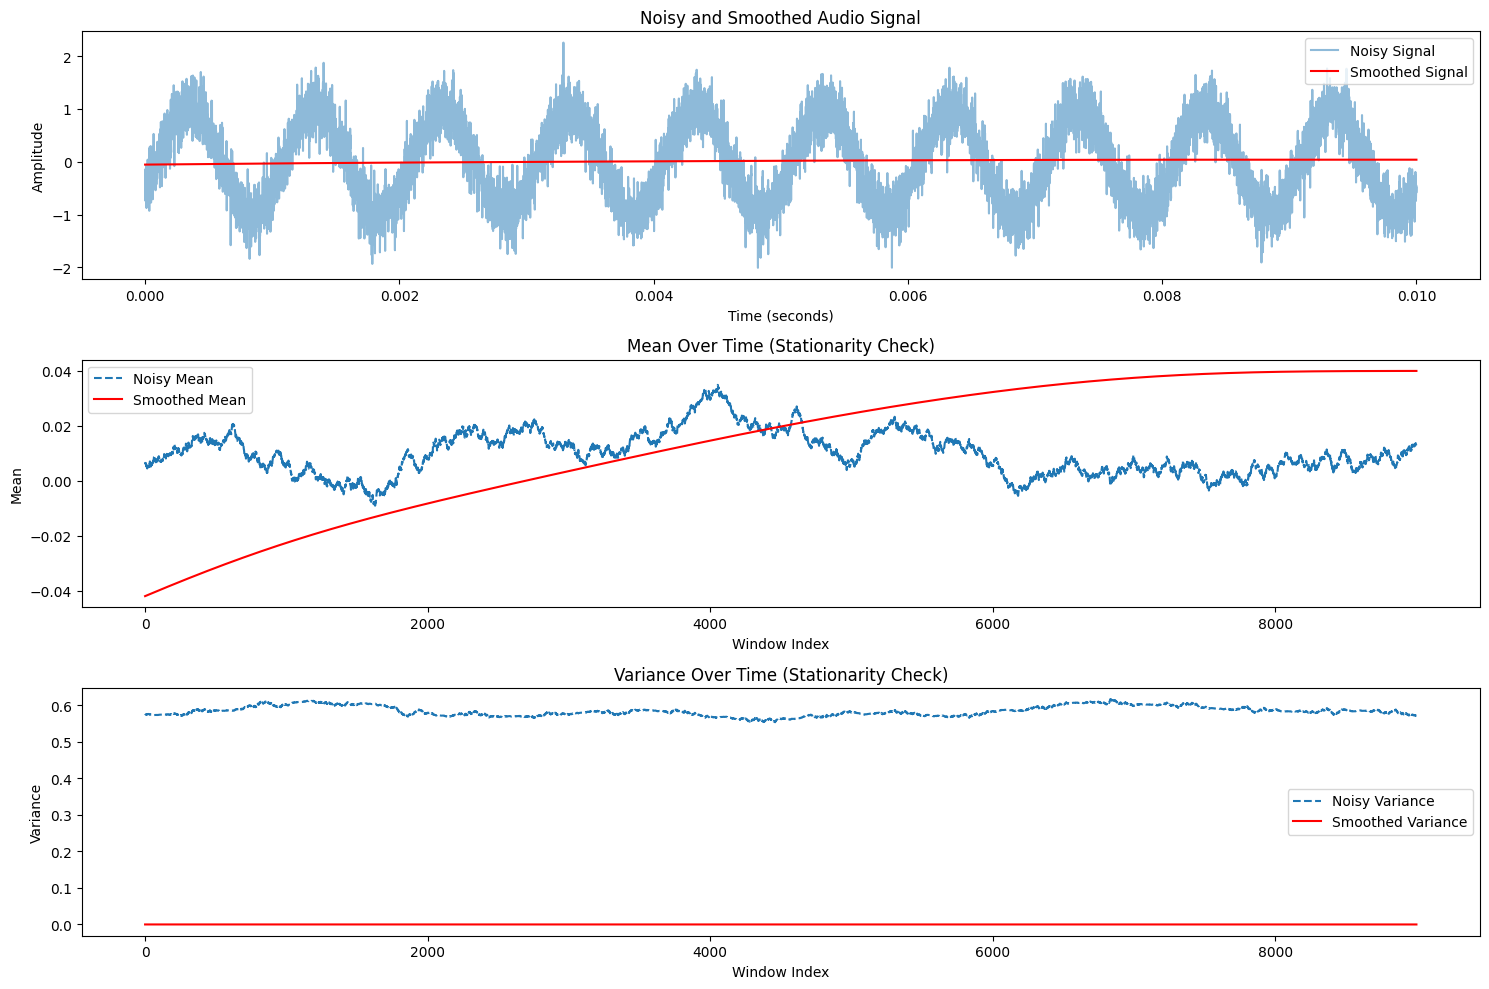 Noisy and Smoothed Audio Signal
Noisy Signal
Smoothed Signal
2
1
0
−1
−2
Amplitude
0.000 0.002 0.004 0.006 0.008 0.010
Time (seconds)
Mean Over Time (Stationarity Check)
Noisy Mean
Smoothed Mean
0.04
0.02
0.00
−0.02
−0.04
Mean
0 2000 4000 6000 8000
Window Index
Variance Over Time (Stationarity Check)
Noisy Variance
Smoothed Variance
0.6
0.5
0.4
0.3
0.2
0.1
0.0
Variance
0 2000 4000 6000 8000
Window Index